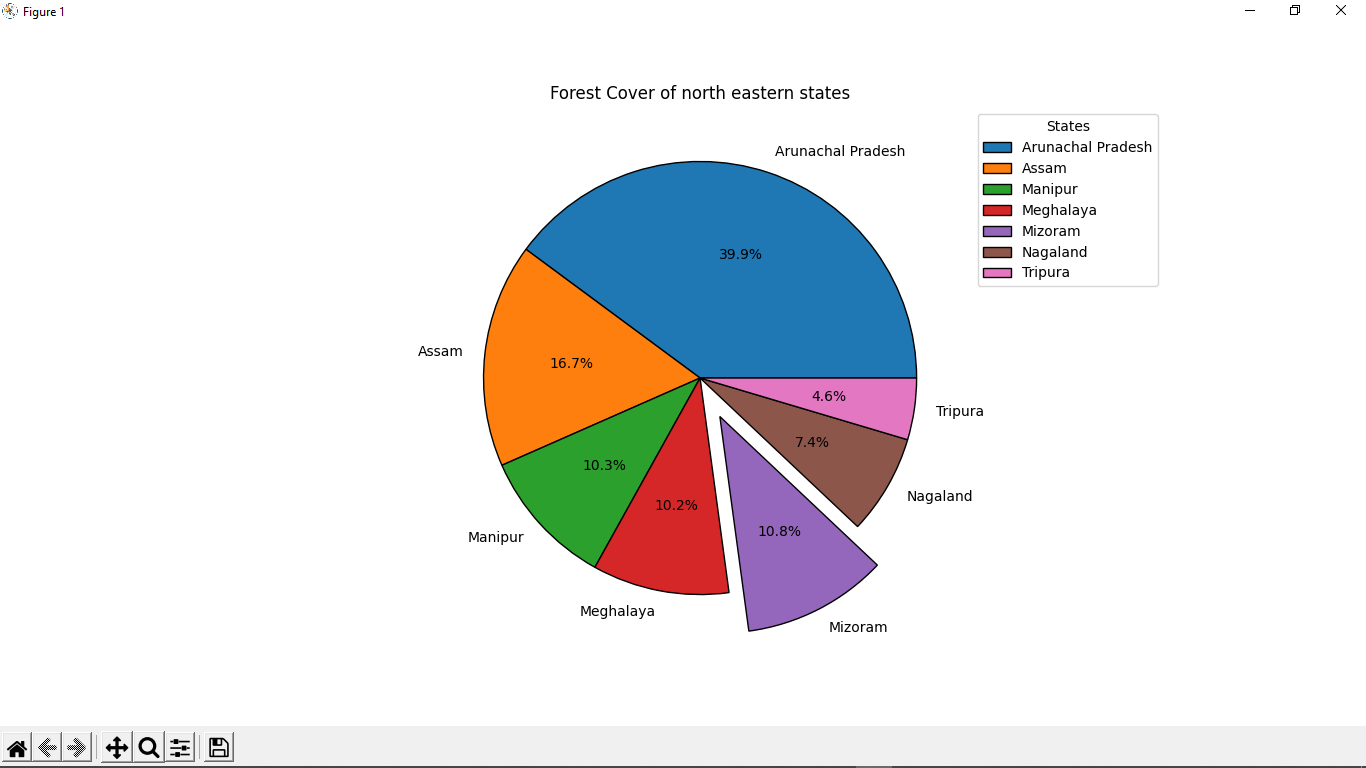 Figure 1
Forest Cover of north eastern states
States
Arunachal Pradesh
Assam
Manipur
Meghalaya
Mizoram
Nagaland
Tripura
Arunachal Pradesh
39.9%
Assam
16.7%
Manipur
10.3%
Meghalaya
10.2%
Mizoram
10.8%
Nagaland
7.4%
Tripura
4.6%